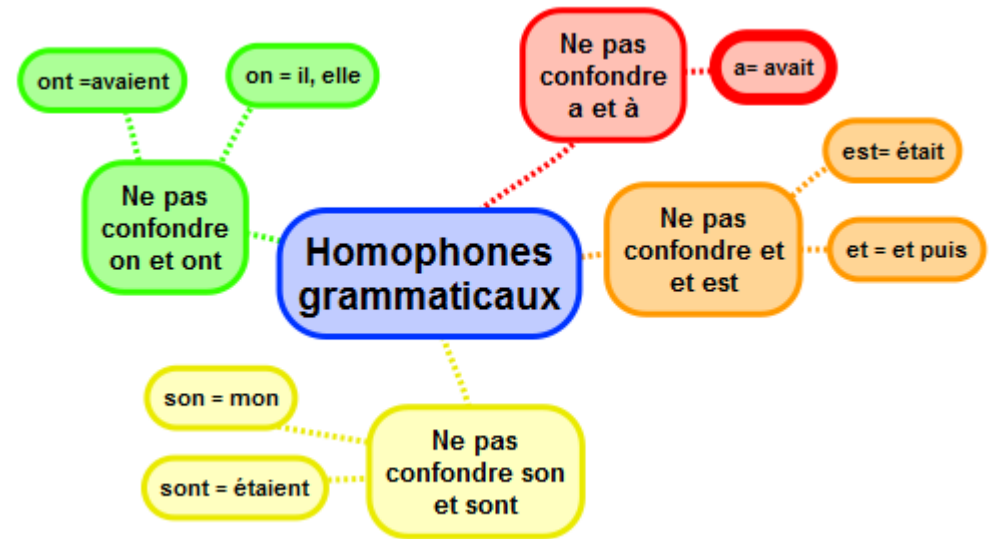 Homophones
grammaticaux
Ne pas
confondre
a et à
a= avait
Ne pas
confondre et
et est
est= était
et = et puis
Ne pas
confondre son
et sont
son = mon
sont = étaient
Ne pas
confondre
on et ont
ont =avaient
on = il, elle